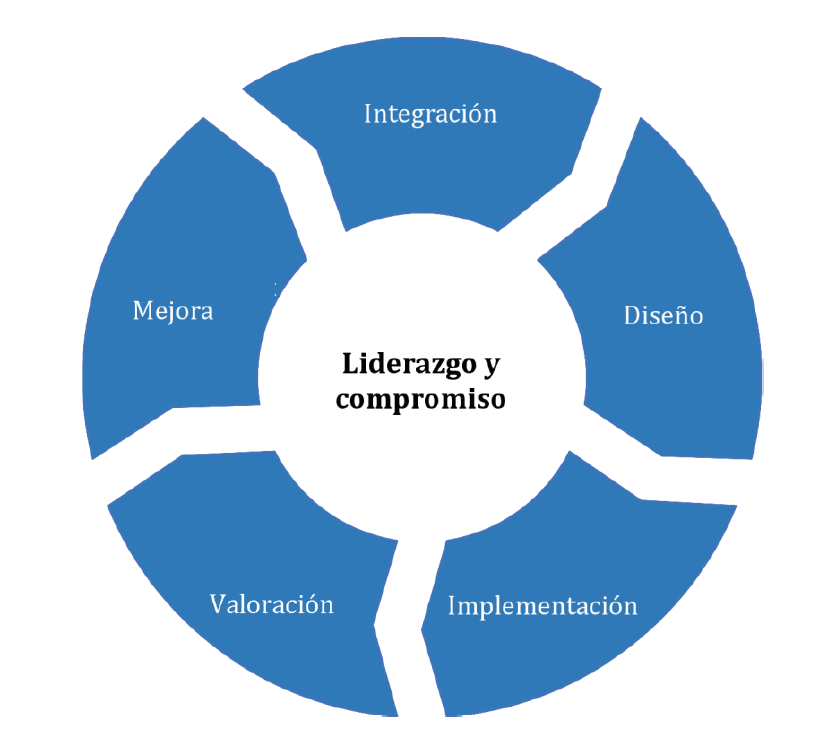 Integración
Diseño
Implementación
Valoración
Mejora
Liderazgo y
compromiso